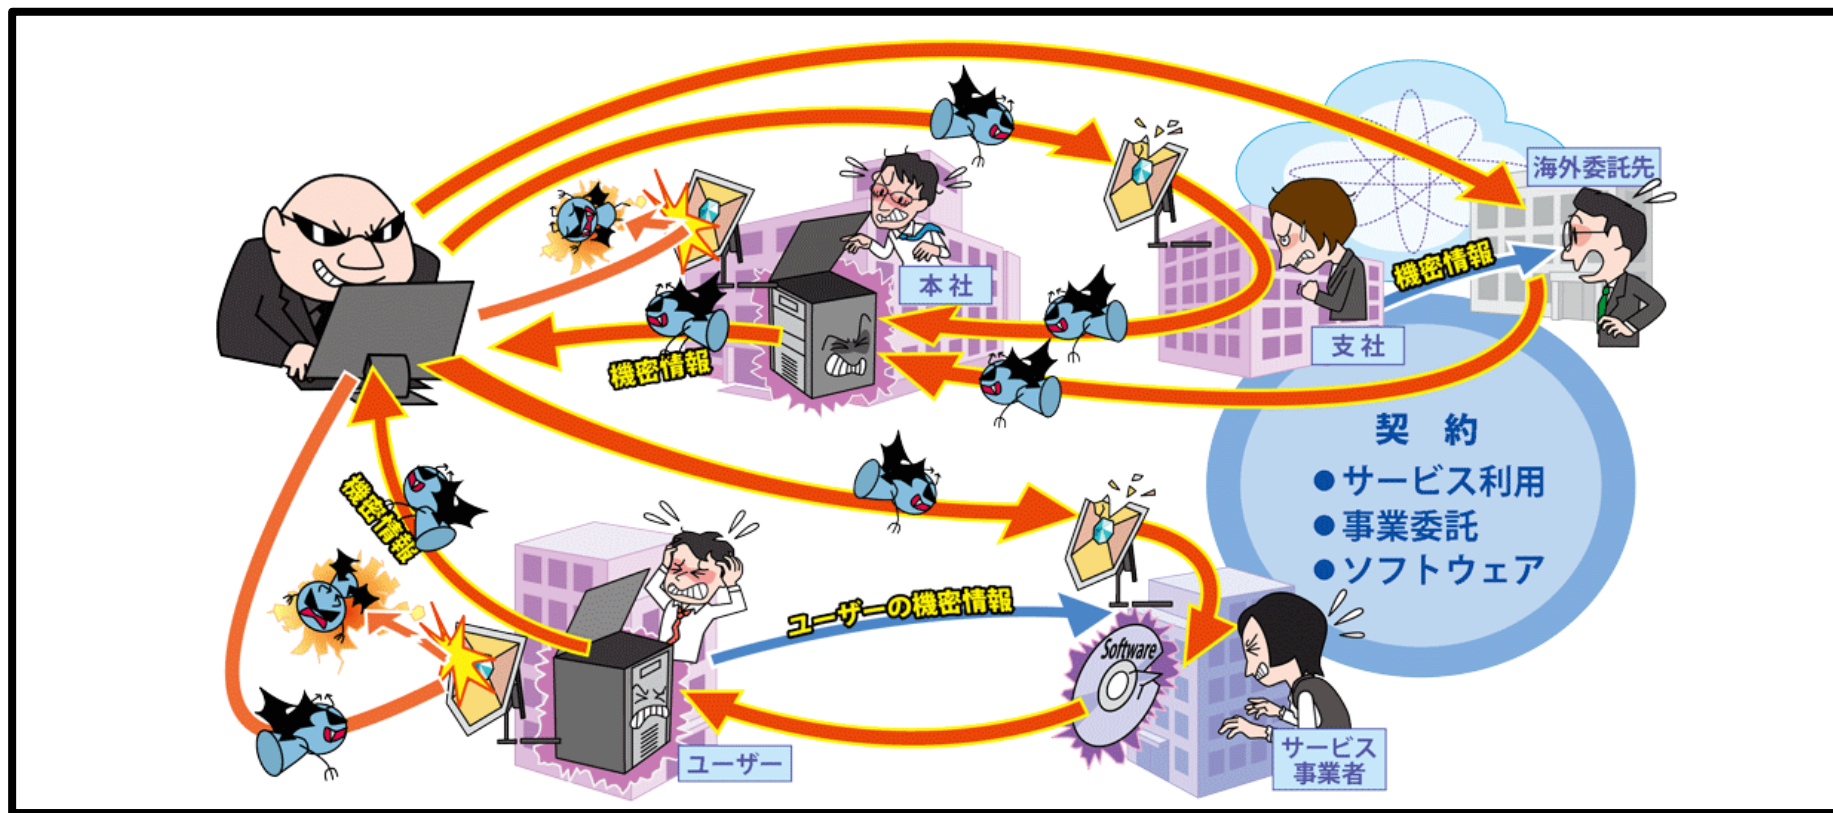 海外委託先
本社
機密情報
支社
機密情報
契 約
●サービス利用
●事業委託
●ソフトウェア
機密情報
ユーザーの機密情報
Software
ユーザー
サービス
事業者